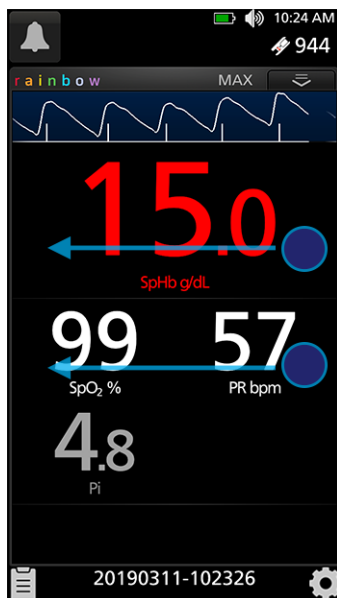 10:24 AM
944
rainbow MAX
15.0
SpHb g/dL
99 57
SpO₂ % PR bpm
4.8
Pi
20190311-102326